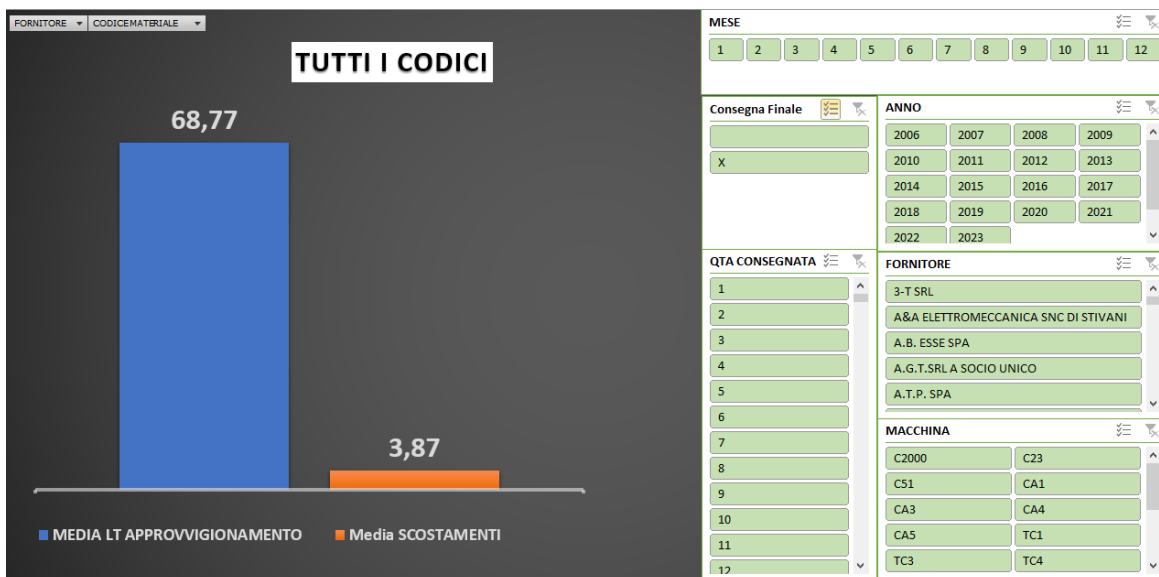 FORNITORE CODICEMATERIALE
TUTTI I CODICI
68,77
3,87
MEDIA LT APPROVVIGIONAMENTO Media SCOSTAMENTI
MESE
1 2 3 4 5 6 7 8 9 10 11 12
Consegna Finale
X
ANNO
2006 2007 2008 2009
2010 2011 2012 2013
2014 2015 2016 2017
2018 2019 2020 2021
2022 2023
QTA CONSEGNATA
1
2
3
4
5
6
7
8
9
10
11
12
FORNITORE
3-T SRL
A&A ELETTROMECCANICA SNC DI STIVANI
A.B. ESSE SPA
A.G.T.SRL A SOCIO UNICO
A.T.P. SPA
MACCHINA
C2000 C23
C51 CA1
CA3 CA4
CA5 TC1
TC3 TC4